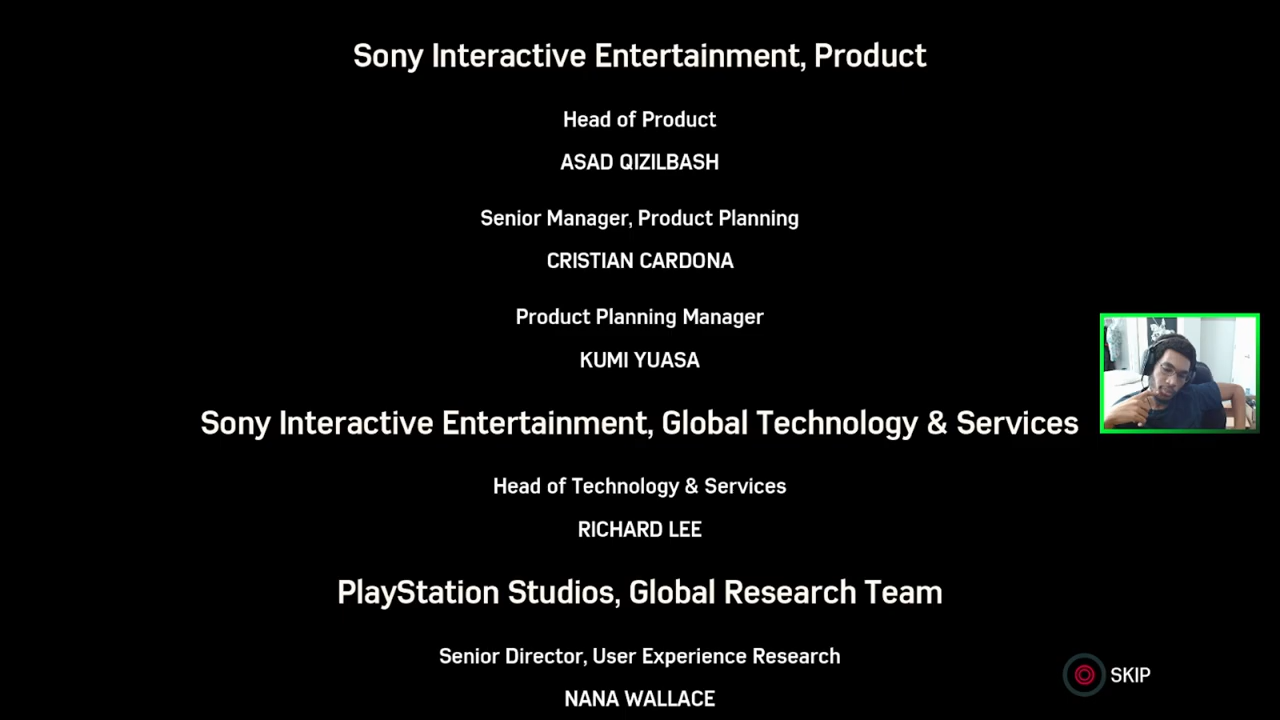 Sony Interactive Entertainment, Product
Head of Product
ASAD QIZILBASH
Senior Manager, Product Planning
CRISTIAN CARDONA
Product Planning Manager
KUMI YUASA
Sony Interactive Entertainment, Global Technology & Services
Head of Technology & Services
RICHARD LEE
PlayStation Studios, Global Research Team
Senior Director, User Experience Research
NANA WALLACE
SKIP